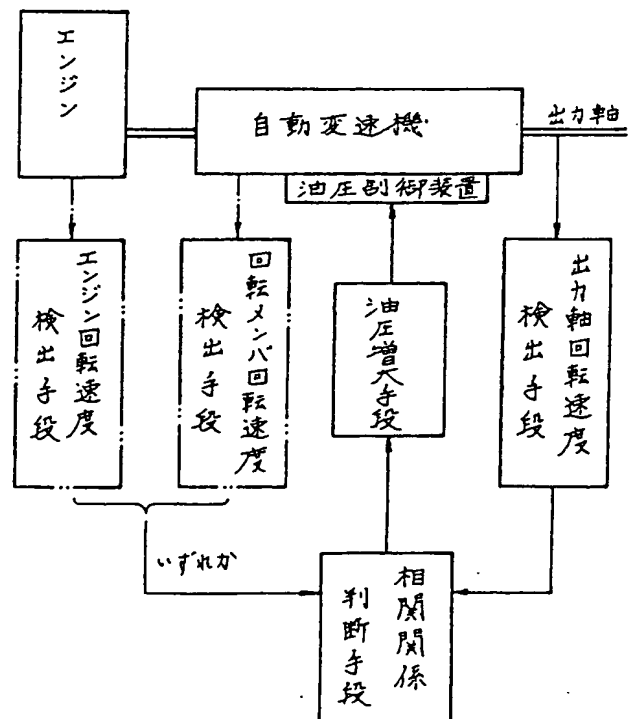 エンジン
自動変速機
出力軸
油圧制御装置
エンジン回転速度
検出手段
回転メンバ回転速度
検出手段
油圧増大手段
出力軸回転速度
検出手段
いずれか
相関関係
判断手段